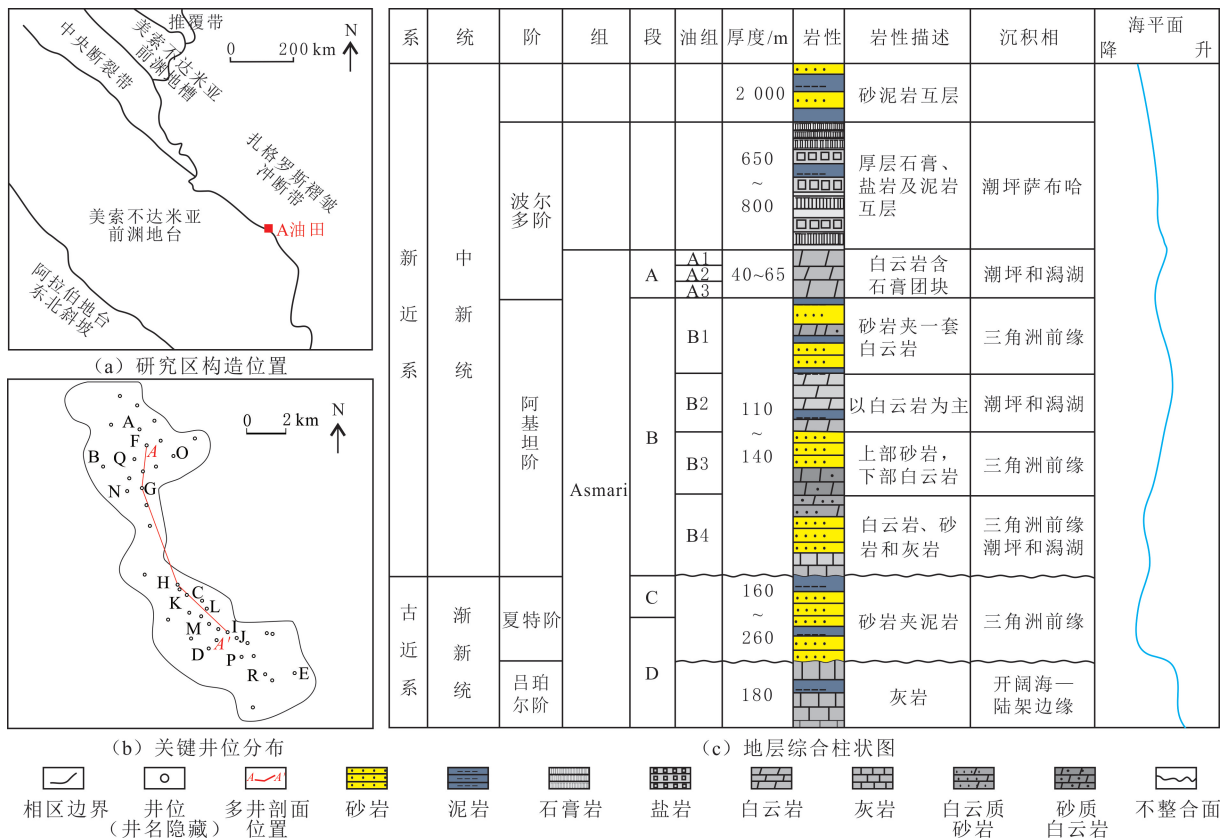 推覆带
美索不达米亚
前渊地槽
中央断裂带
0 200 km
N
扎格罗斯褶皱
冲断带
美索不达米亚
前渊地台
A油田
阿拉伯地台
东北斜坡
(a) 研究区构造位置
0 2 km
N
A
F
A
O
B
Q
N
G
H
C
K
L
M
I
J
D
A'
P
R
E
(b) 关键井位分布
系 统 阶 组 段 油组 厚度/m 岩性 岩性描述 沉积相 海平面
降 升
2 000 砂泥岩互层
新近系
中新统
波尔多阶
650
~
800
厚层石膏、
盐岩及泥岩
互层
潮坪萨布哈
Asmari
A
A1
A2
A3
40~65
白云岩含
石膏团块
潮坪和潟湖
阿基坦阶
B
110
~
140
B1
砂岩夹一套
白云岩
三角洲前缘
B2
以白云岩为主
潮坪和潟湖
B3
上部砂岩，
下部白云岩
三角洲前缘
B4
白云岩、砂
岩和灰岩
三角洲前缘
潮坪和潟湖
古近系
渐新统
夏特阶
C
160
~
260
砂岩夹泥岩
三角洲前缘
D
吕珀
尔阶
180
灰岩
开阔海—
陆架边缘
(c) 地层综合柱状图
A A'
相区边界 井位 多井剖面 砂岩 泥岩 石膏岩 盐岩 白云岩 灰岩 白云质 砂质 不整合面
(井名隐藏) 位置 砂岩 白云岩